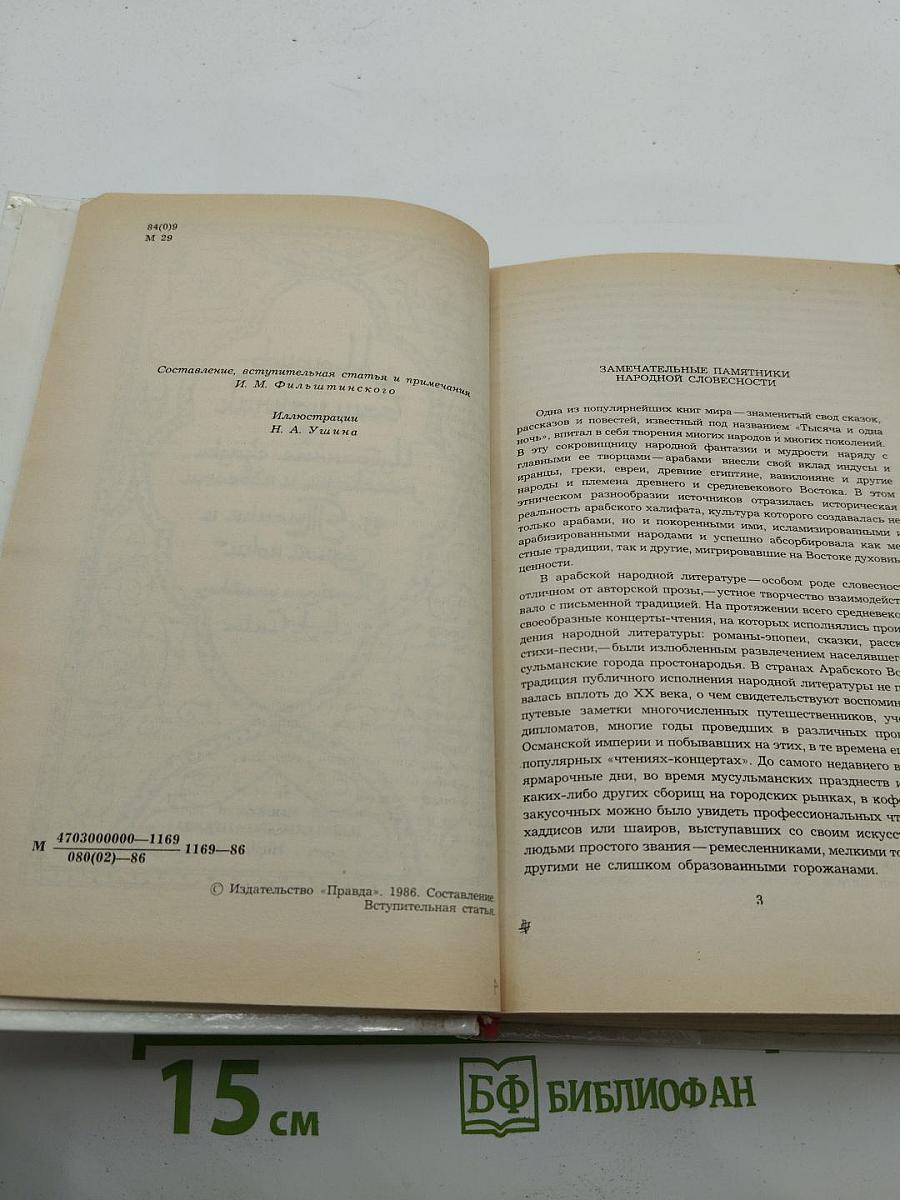 84(0)9
М 29
Составление, вступительная статья и примечания
И. М. Фильштинского
Иллюстрации
Н. А. Ушина
М 4703000000—1169
080(02)—86
1169—86
© Издательство «Правда». 1986. Составление.
Вступительная статья.
ЗАМЕЧАТЕЛЬНЫЕ ПАМЯТНИКИ
НАРОДНОЙ СЛОВЕСНОСТИ
Одна из популярнейших книг мира — знаменитый свод сказок,
рассказов и повестей, известный под названием «Тысяча и одна
ночь», впитал в себя творения многих народов и многих поколений.
В эту сокровищницу народной фантазии и мудрости наряду с
главными ее творцами — арабами внесли свой вклад индусы и
иранцы, греки, евреи, древние египтяне, вавилоняне и другие
народы и племена древнего и средневекового Востока. В этом
этническом разнообразии источников отразилась историческая
реальность арабского халифата, культура которого создавалась не
только арабами, но и покоренными ими, исламизированными и
арабизированными народами и успешно абсорбировала как ме
стные традиции, так и другие, мигрировавшие на Востоке духовны
ценности.
В арабской народной литературе — особом роде словеснос
отличном от авторской прозы,— устное творчество взаимодейст
вало с письменной традицией. На протяжении всего средневеко
своеобразные концерты-чтения, на которых исполнялись прои
дения народной литературы: романы-эпопеи, сказки, расск
стихи-песни,— были излюбленным развлечением населявшег
сульманские города простонародья. В странах Арабского Во
традиция публичного исполнения народной литературы не п
валась вплоть до XX века, о чем свидетельствуют воспомин
путевые заметки многочисленных путешественников, уч
дипломатов, многие годы проведших в различных пров
Османской империи и побывавших на этих, в те времена е
популярных «чтениях-концертах». До самого недавнего в
ярмарочные дни, во время мусульманских празднеств и
каких-либо других сборищ на городских рынках, в коф
закусочных можно было увидеть профессиональных чт
хаддисов или шаиров, выступавших со своим искусс
людьми простого звания — ремесленниками, мелкими то
другими не слишком образованными горожанами.
3
15 см
БФ БИБЛИОФАН